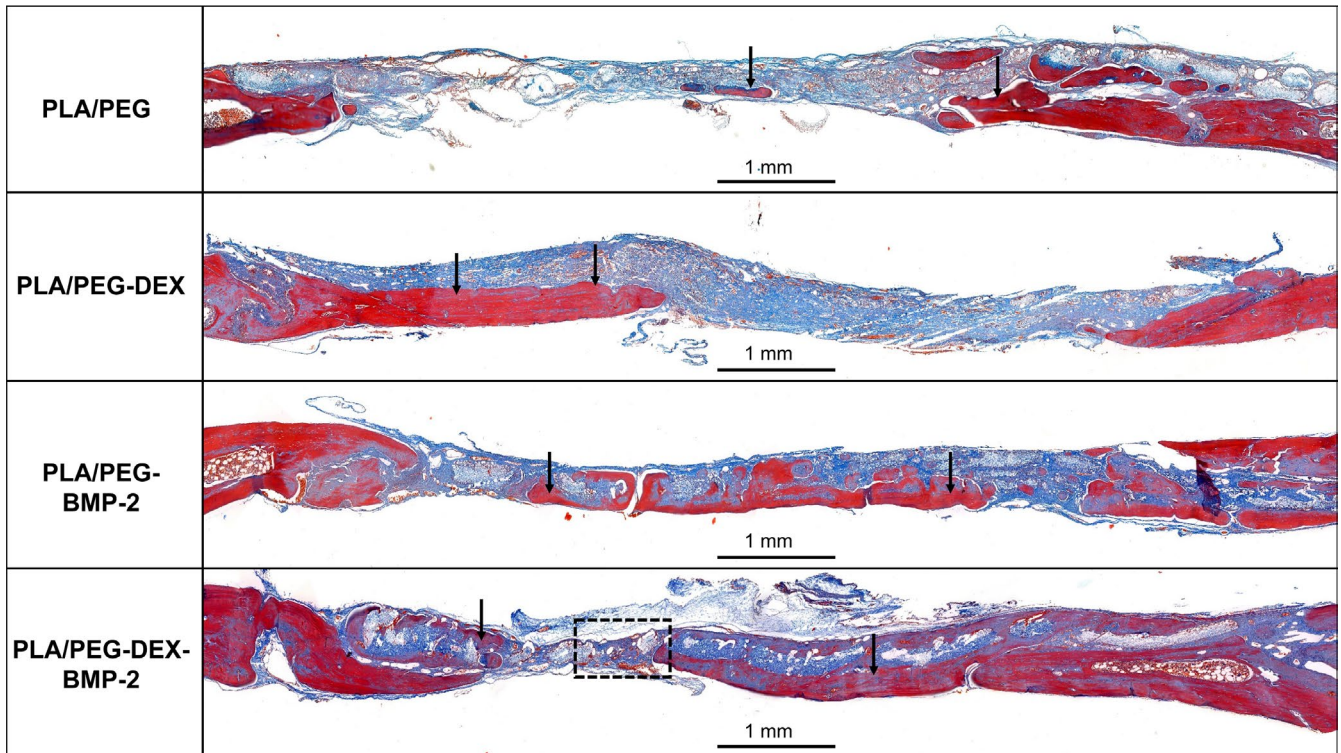 PLA/PEG
1 mm
PLA/PEG-DEX
1 mm
PLA/PEG-
BMP-2
1 mm
PLA/PEG-DEX-
BMP-2
1 mm